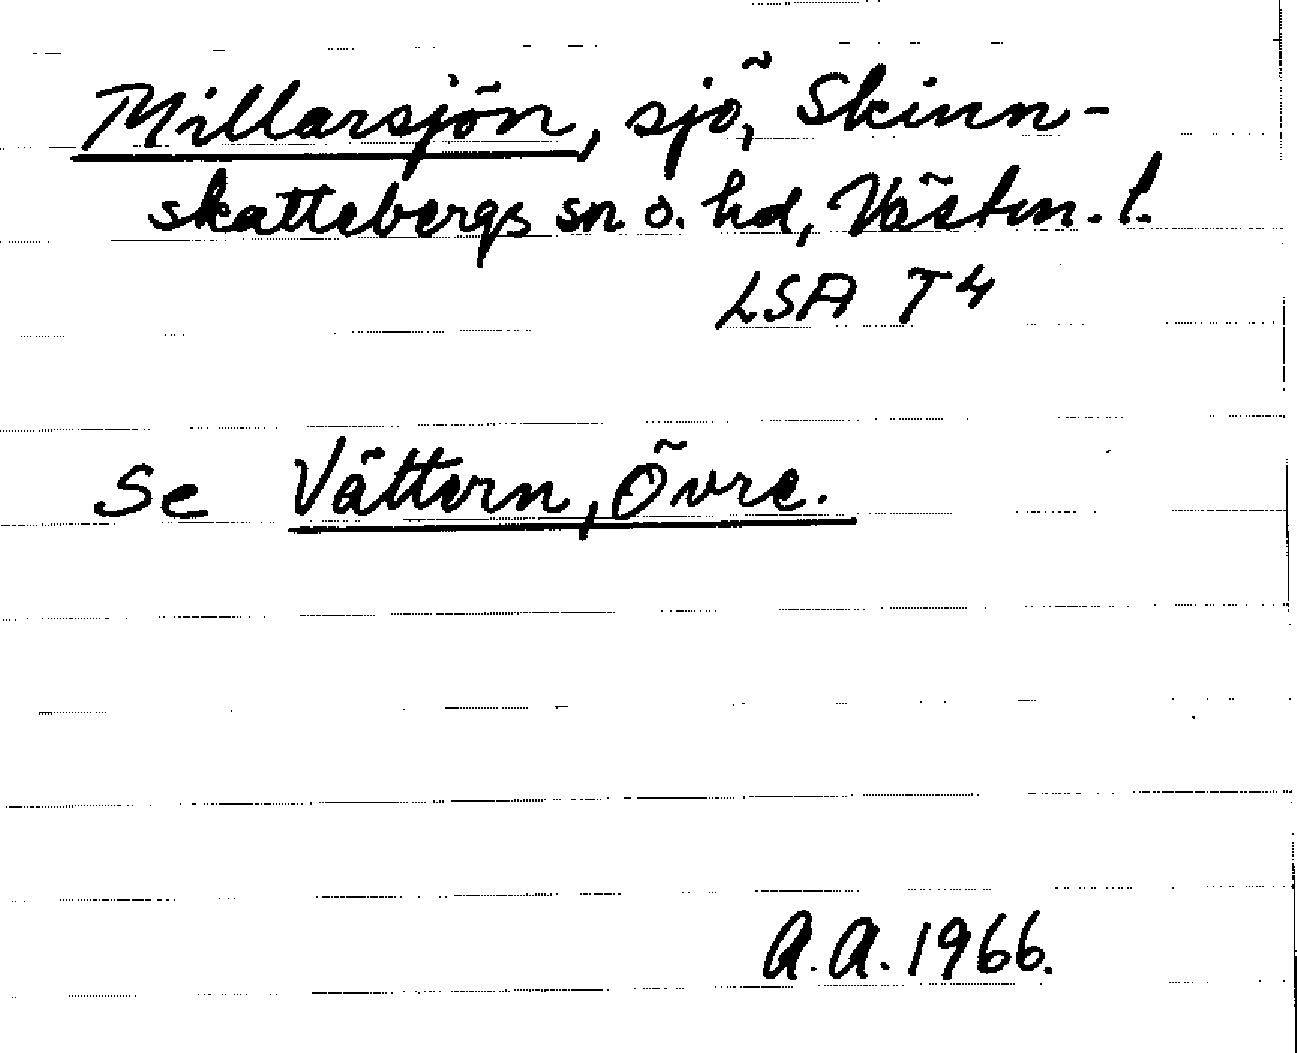 Millarsjön, sjö, Skinn-
skattebergs sn o. hd, Västm. l.
LSA T4
Se Vättern, Övre.
A.A. 1966.